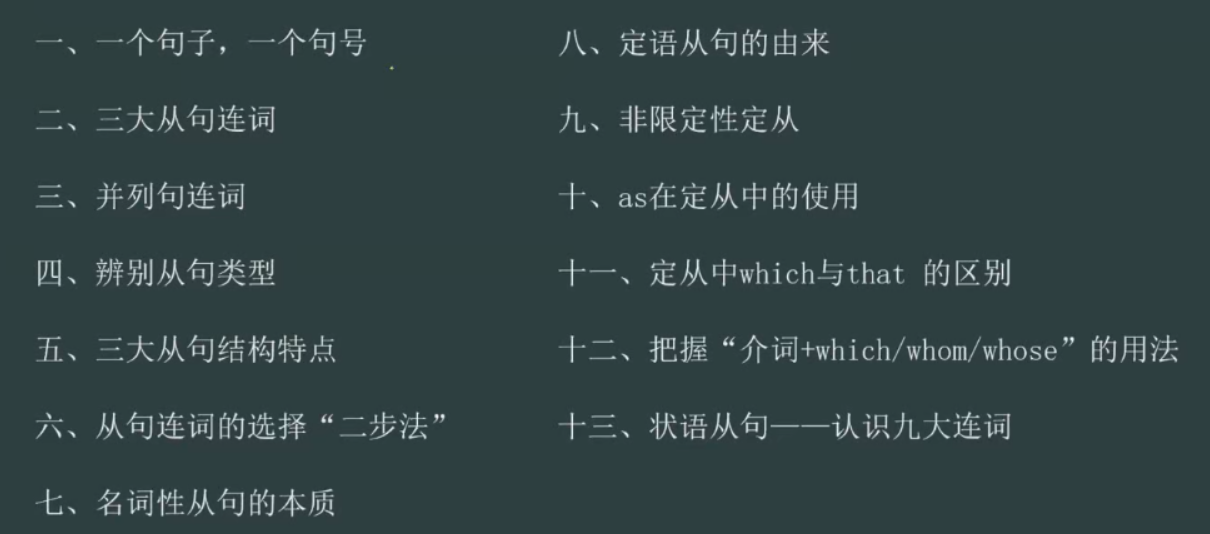 一、一个句子，一个句号
二、三大从句连词
三、并列句连词
四、辨别从句类型
五、三大从句结构特点
六、从句连词的选择“二步法”
七、名词性从句的本质
八、定语从句的由来
九、非限定性定从
十、as在定从中的使用
十一、定从中which与that 的区别
十二、把握“介词+which/whom/whose”的用法
十三、状语从句——认识九大连词